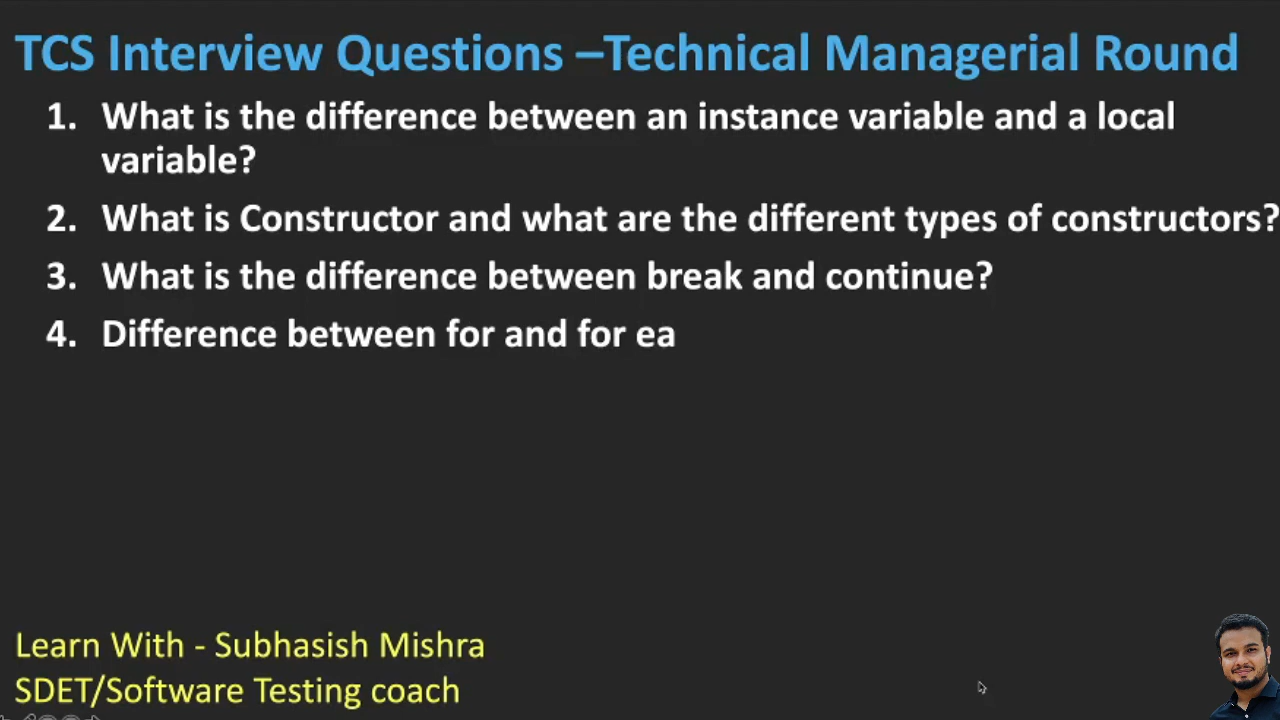 TCS Interview Questions –Technical Managerial Round
1. What is the difference between an instance variable and a local
variable?
2. What is Constructor and what are the different types of constructors?
3. What is the difference between break and continue?
4. Difference between for and for ea
Learn With - Subhasish Mishra
SDET/Software Testing coach